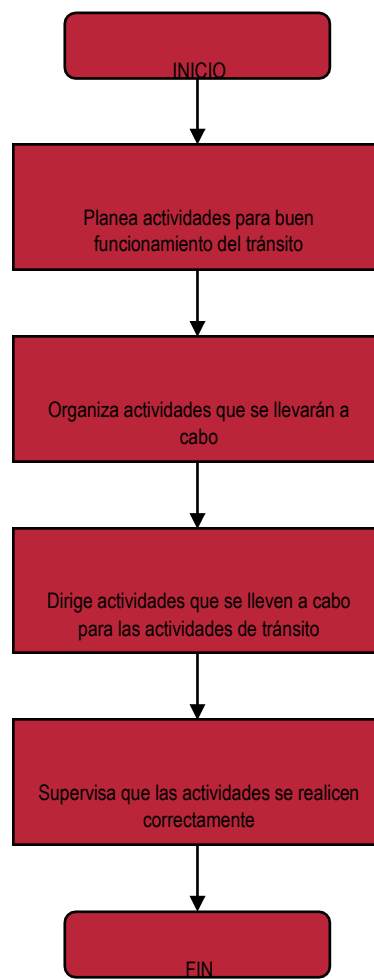 INICIO
Planea actividades para buen
funcionamiento del tránsito
Organiza actividades que se llevarán a
cabo
Dirige actividades que se lleven a cabo
para las actividades de tránsito
Supervisa que las actividades se realicen
correctamente
FIN